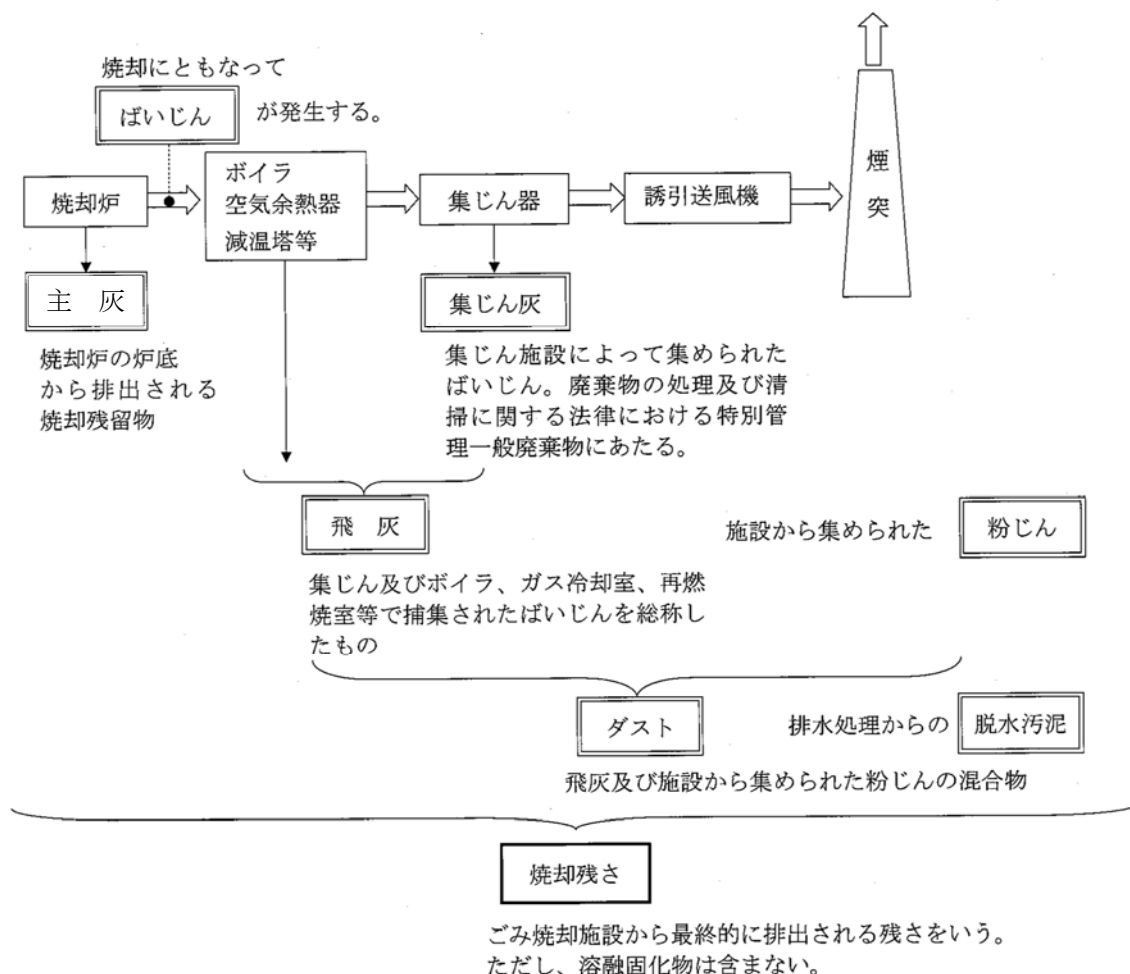 焼却にともなって
ばいじん が発生する。
焼却炉
ボイラ
空気余熱器
減温塔等
集じん器
誘引送風機
煙突
主 灰
集じん灰
焼却炉の炉底
から排出される
焼却残留物
集じん施設によって集められた
ばいじん。廃棄物の処理及び清
掃に関する法律における特別管
理一般廃棄物にあたる。
飛 灰
施設から集められた 粉じん
集じん及びボイラ、ガス冷却室、再燃
焼室等で捕集されたばいじんを総称し
たもの
ダスト
排水処理からの 脱水汚泥
飛灰及び施設から集められた粉じんの混合物
焼却残さ
ごみ焼却施設から最終的に排出される残さをいう。
ただし、溶融固化物は含まない。